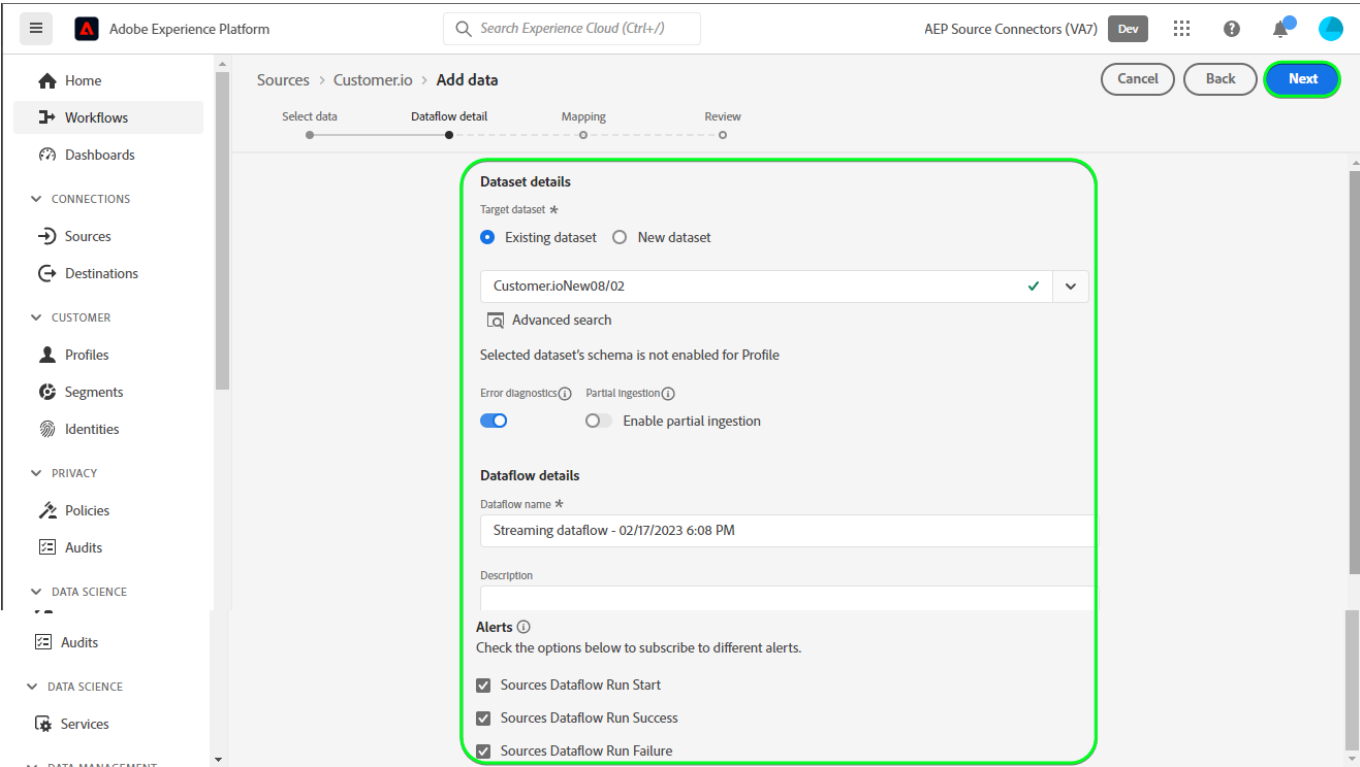 Adobe Experience Platform
Search Experience Cloud (Ctrl+/)
AEP Source Connectors (VA7)
Dev
Home
Workflows
Dashboards
CONNECTIONS
Sources
Destinations
CUSTOMER
Profiles
Segments
Identities
PRIVACY
Policies
Audits
DATA SCIENCE
Audits
DATA SCIENCE
Services
DATA MANAGEMENT
Sources > Customer.io > Add data
Cancel
Back
Next
Select data
Dataflow detail
Mapping
Review
Dataset details
Target dataset *
Existing dataset
New dataset
Customer.ioNew08/02
Advanced search
Selected dataset's schema is not enabled for Profile
Error diagnostics
Partial ingestion
Enable partial ingestion
Dataflow details
Dataflow name *
Streaming dataflow - 02/17/2023 6:08 PM
Description
Alerts
Check the options below to subscribe to different alerts.
Sources Dataflow Run Start
Sources Dataflow Run Success
Sources Dataflow Run Failure